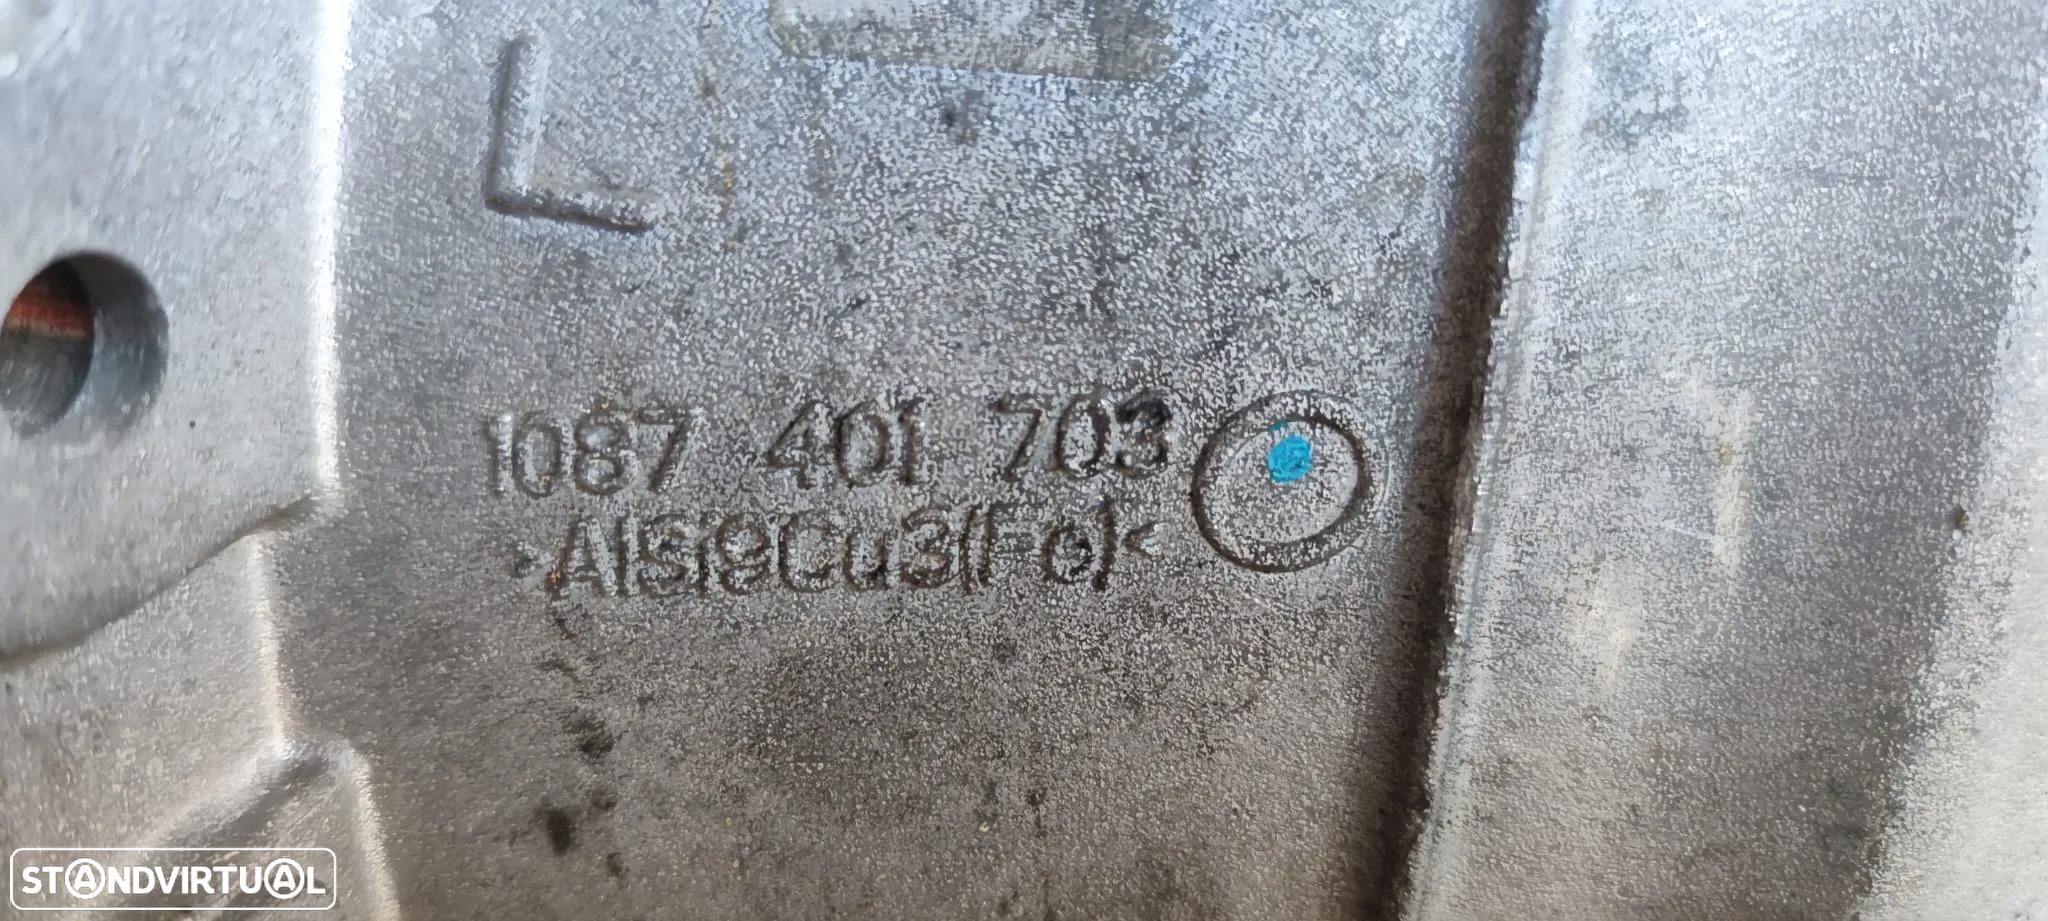 L
1087 401 703
>AlSi9Cu3(Fe)<
STANDVIRTUAL